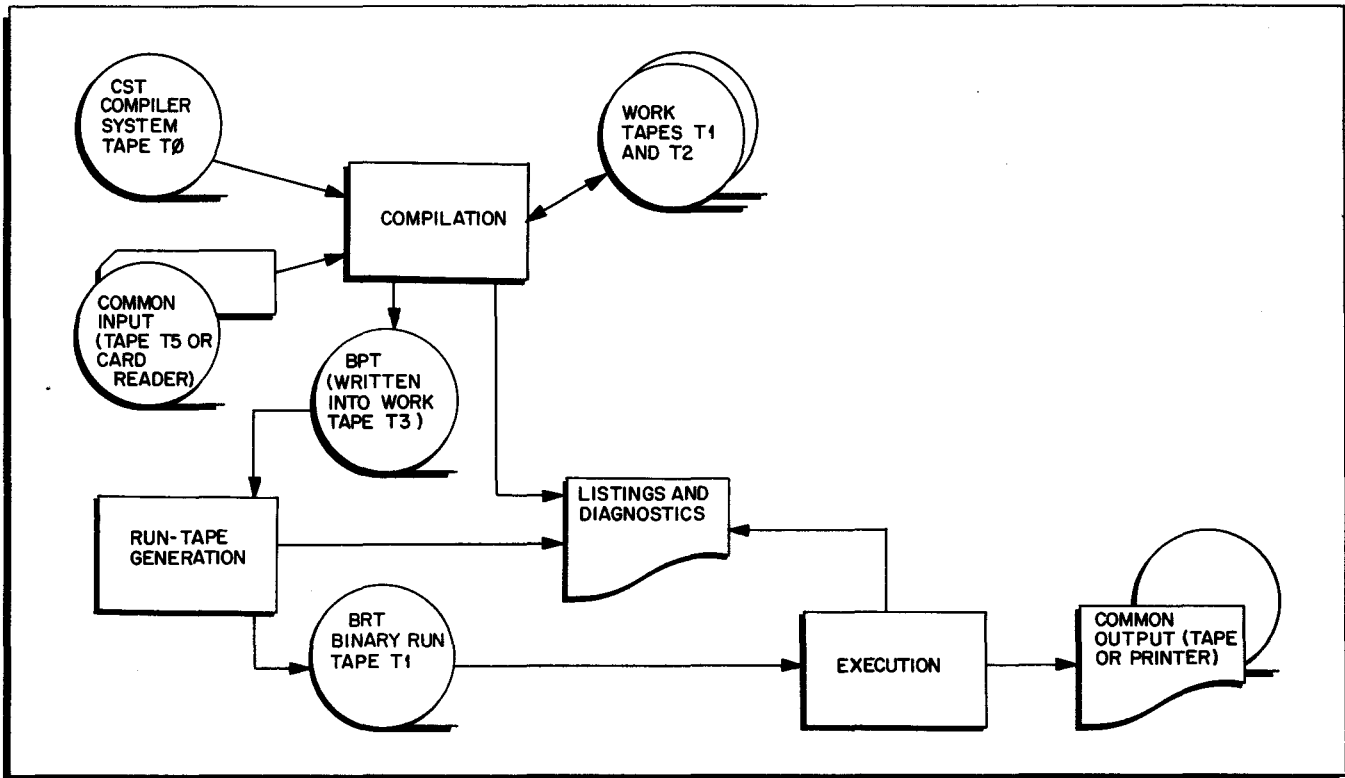 CST
COMPILER
SYSTEM
TAPE TØ
WORK
TAPES T1
AND T2
COMPILATION
COMMON
INPUT
(TAPE T5 OR
CARD
READER)
BPT
(WRITTEN
INTO WORK
TAPE T3)
LISTINGS AND
DIAGNOSTICS
RUN-TAPE
GENERATION
BRT
BINARY RUN
TAPE T1
EXECUTION
COMMON
OUTPUT (TAPE
OR PRINTER)